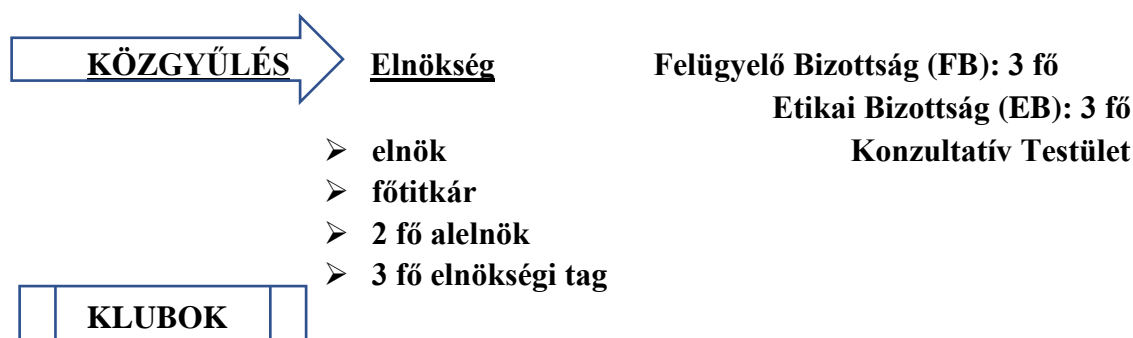 KÖZGYŰLÉS Elnökség Felügyelő Bizottság (FB): 3 fő
Etikai Bizottság (EB): 3 fő
➢ elnök Konzultatív Testület
➢ főtitkár
➢ 2 fő alelnök
➢ 3 fő elnökségi tag
KLUBOK